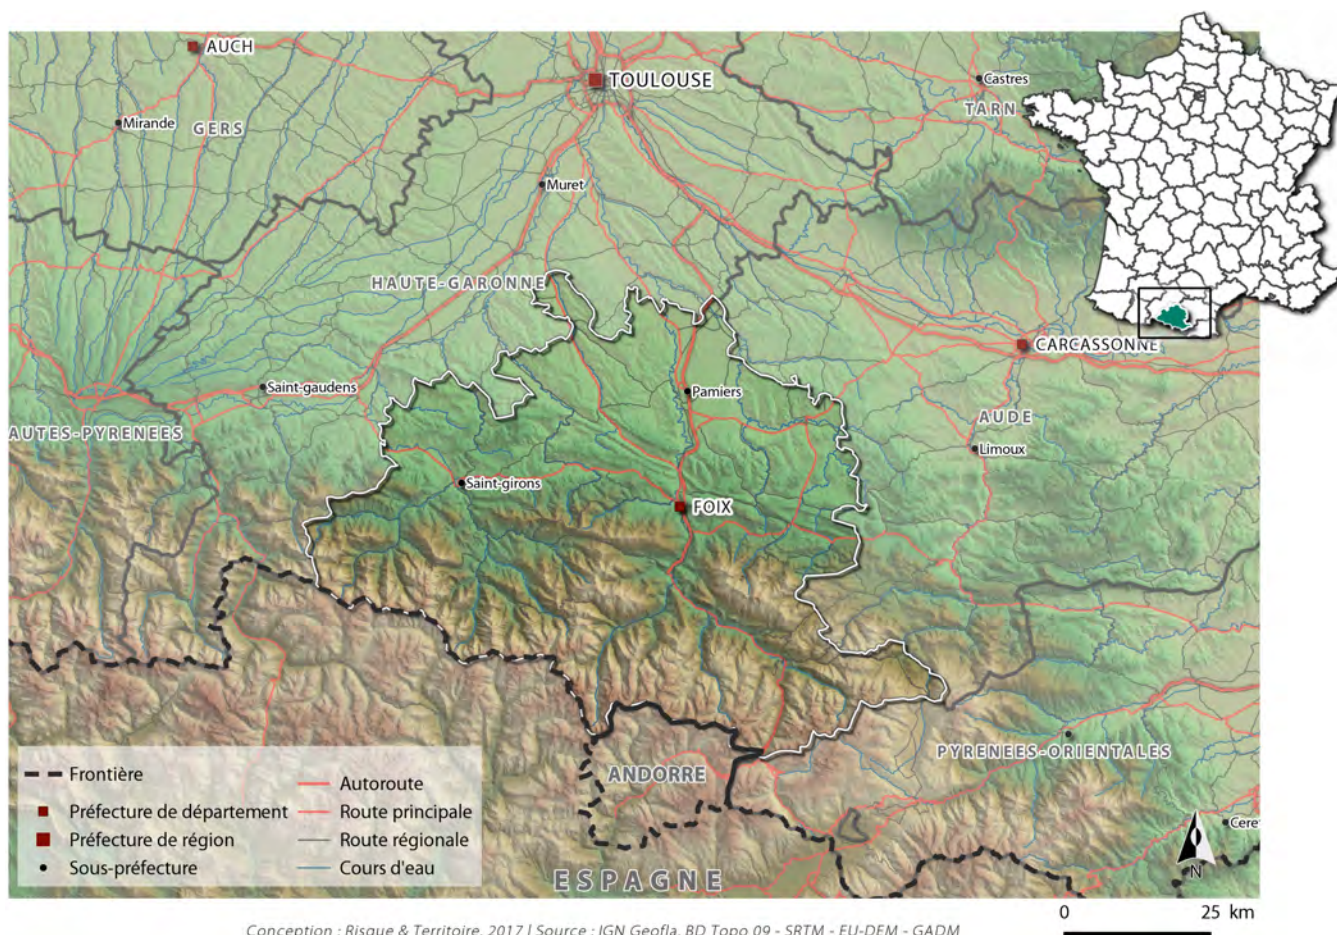 AUCH
TOULOUSE
Castres
TARN
Mirande
GERS
Muret
HAUTE-GARONNE
CARCASSONNE
Saint-gaudens
Pamiers
AUDE
AUTES-PYRENEES
Limoux
Saint-girons
FOIX
PYRENEES-ORIENTALES
ANDORRE
ESPAGNE
Ceret
Frontière
Préfecture de département
Préfecture de région
Sous-préfecture
Autoroute
Route principale
Route régionale
Cours d'eau
N
0 25 km
Conception : Risque & Territoire, 2017 | Source : IGN Geofla, BD Topo 09 - SRTM - EU-DEM - GADM